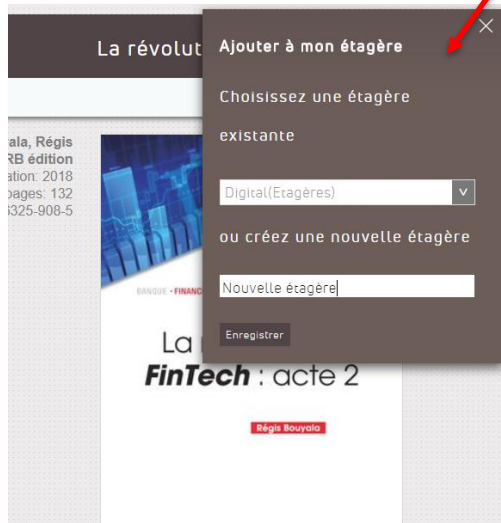 La révolut
Ajouter à mon étagère
Choisissez une étagère
existante
Digital(Etagères)
v
ou créez une nouvelle étagère
Nouvelle étagère
Enregistrer
ala, Régis
RB édition
ation: 2018
pages: 132
6325-908-5
BANQUE - FINANC
La
FinTech : acte 2
Régis Bouyala